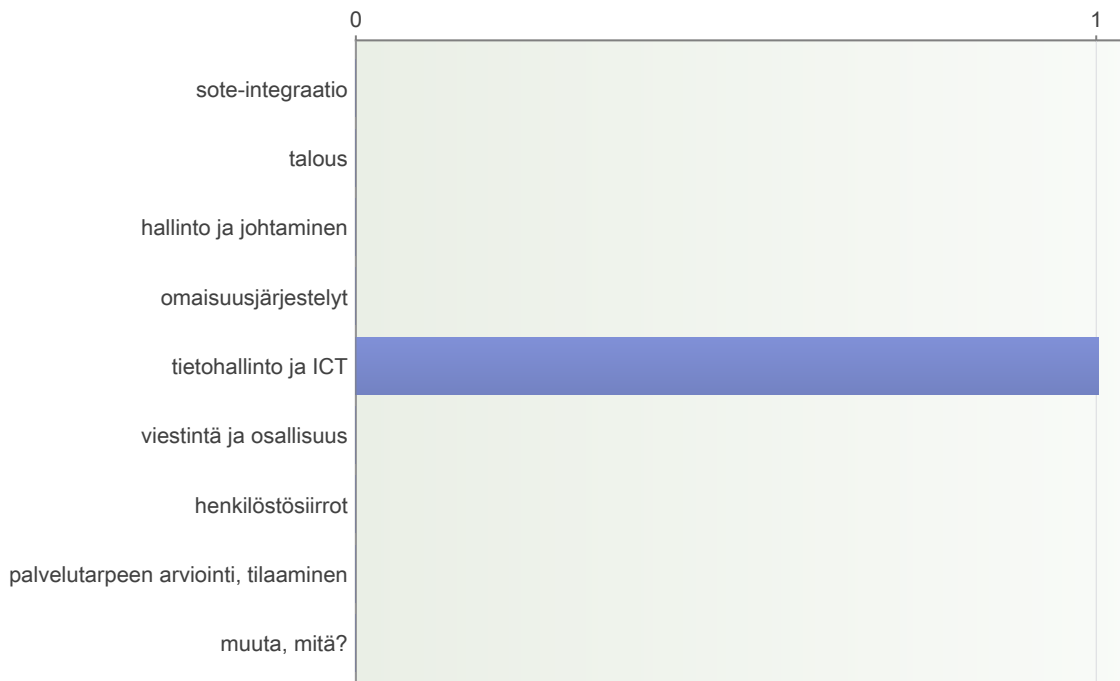 0 1
sote-integraatio
talous
hallinto ja johtaminen
omaisuusjärjestelyt
tietohallinto ja ICT
viestintä ja osallisuus
henkilöstösiirrot
palvelutarpeen arviointi, tilaaminen
muuta, mitä?